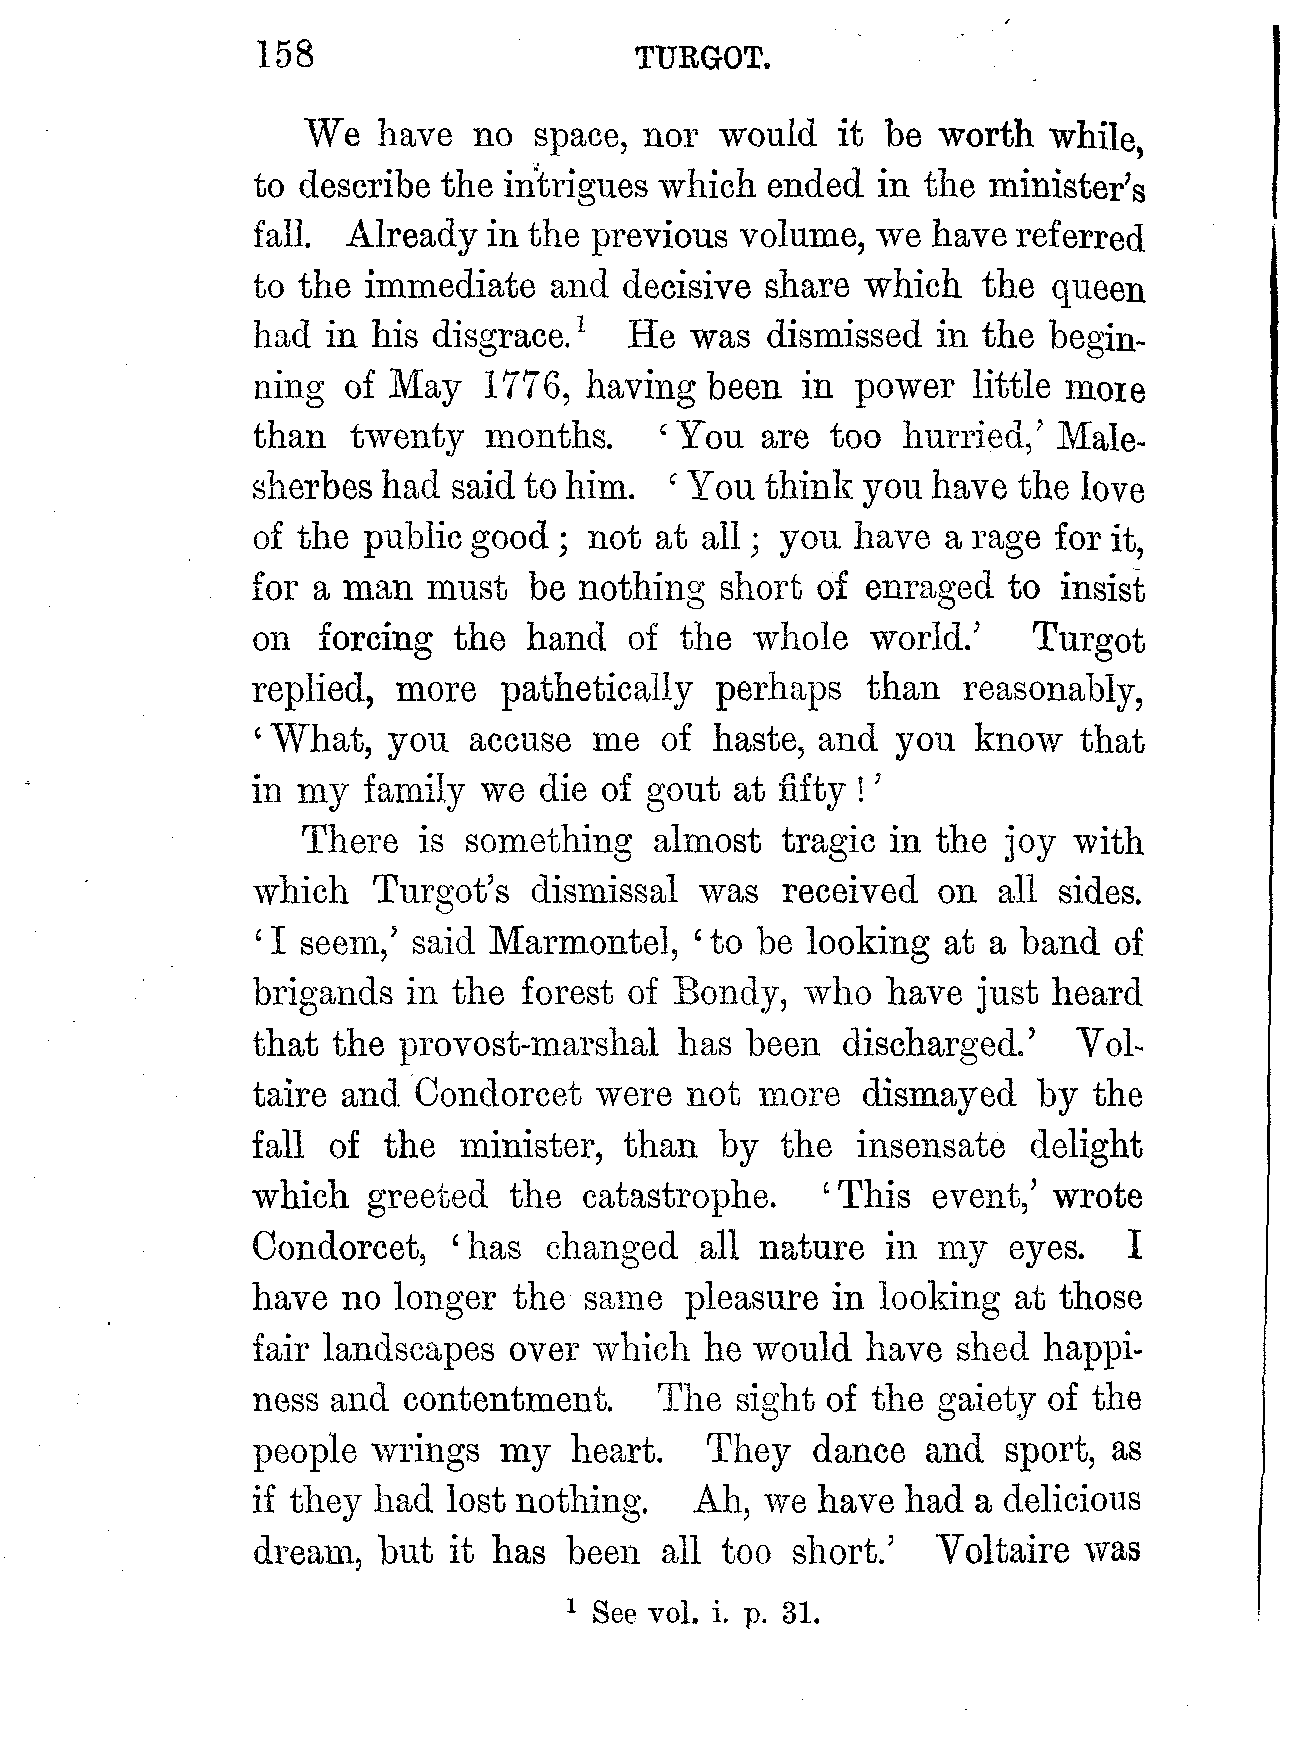 158 TURGOT.
We have no space, nor would it be worth while,
to describe the intrigues which ended in the minister's
fall. Already in the previous volume, we have referred
to the immediate and decisive share which the queen
had in his disgrace.¹ He was dismissed in the begin-
ning of May 1776, having been in power little more
than twenty months. ‘You are too hurried,’ Male-
sherbes had said to him. ‘You think you have the love
of the public good; not at all; you have a rage for it,
for a man must be nothing short of enraged to insist
on forcing the hand of the whole world.’ Turgot
replied, more pathetically perhaps than reasonably,
‘What, you accuse me of haste, and you know that
in my family we die of gout at fifty!’
There is something almost tragic in the joy with
which Turgot's dismissal was received on all sides.
‘I seem,’ said Marmontel, ‘to be looking at a band of
brigands in the forest of Bondy, who have just heard
that the provost-marshal has been discharged.’ Vol-
taire and Condorcet were not more dismayed by the
fall of the minister, than by the insensate delight
which greeted the catastrophe. ‘This event,’ wrote
Condorcet, ‘has changed all nature in my eyes. I
have no longer the same pleasure in looking at those
fair landscapes over which he would have shed happi-
ness and contentment. The sight of the gaiety of the
people wrings my heart. They dance and sport, as
if they had lost nothing. Ah, we have had a delicious
dream, but it has been all too short.’ Voltaire was
¹ See vol. i. p. 31.